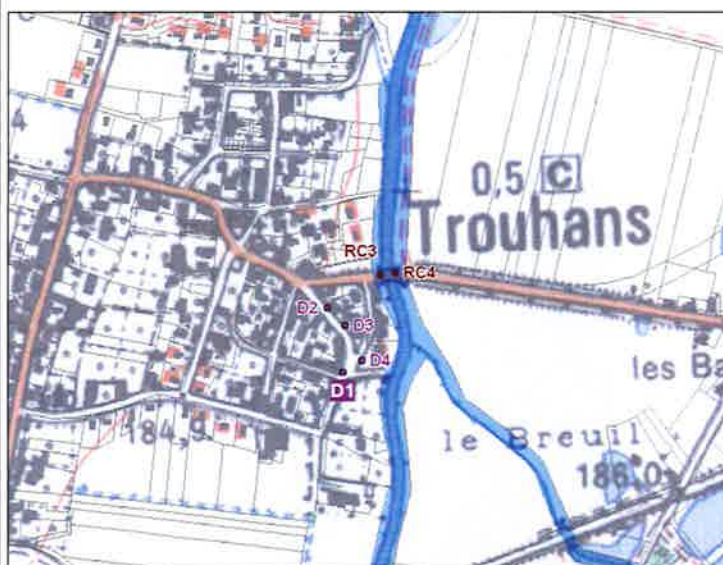 0,5 C
Trouhans
RC3
RC4
D2
D3
D4
D1
les Ba
184,9
le Breuil
186,0